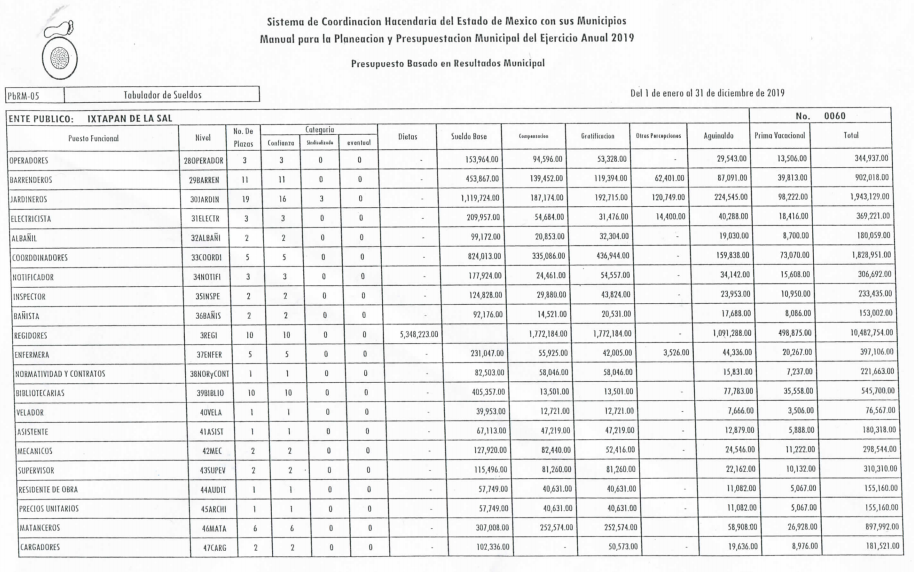 Sistema de Coordinacion Hacendaria del Estado de Mexico con sus Municipios
Manual para la Planeacion y Presupuestacion Municipal del Ejercicio Anual 2019
Presupuesto Basado en Resultados Municipal
PbRM-05 Tabulador de Sueldos Del 1 de enero al 31 de diciembre de 2019
ENTE PUBLICO: IXTAPAN DE LA SAL No. 0060
Puesto Funcional Nivel No. De Plazas Categoria Confianza Sindicalizado eventual Dietas Sueldo Base Compensacion Gratificacion Otras Percepciones Aguinaldo Prima Vacacional Total
OPERADORES 28OPERADOR 3 3 0 0 - 153,964.00 94,596.00 53,328.00 - 29,543.00 13,506.00 344,937.00
BARRENDEROS 29BARREN 11 11 0 0 - 453,867.00 139,452.00 119,394.00 62,401.00 87,091.00 39,813.00 902,018.00
JARDINEROS 30JARDIN 19 16 3 0 - 1,119,724.00 187,174.00 192,715.00 120,749.00 224,545.00 98,222.00 1,943,129.00
ELECTRICISTA 31ELECTR 3 3 0 0 - 209,957.00 54,684.00 31,476.00 14,400.00 40,288.00 18,416.00 369,221.00
ALBAÑIL 32ALBAÑI 2 2 0 0 - 99,172.00 20,853.00 32,304.00 - 19,030.00 8,700.00 180,059.00
COORDOINADORES 33COORDI 5 5 0 0 - 824,013.00 335,086.00 436,944.00 - 159,838.00 73,070.00 1,828,951.00
NOTIFICADOR 34NOTIFI 3 3 0 0 - 177,924.00 24,461.00 54,557.00 - 34,142.00 15,608.00 306,692.00
INSPECTOR 35INSPE 2 2 0 0 - 124,828.00 29,880.00 43,824.00 - 23,953.00 10,950.00 233,435.00
BAÑISTA 36BAÑIS 2 2 0 0 - 92,176.00 14,521.00 20,531.00 17,688.00 8,086.00 153,002.00
REGIDORES 3REGI 10 10 0 0 5,348,223.00 1,772,184.00 1,772,184.00 - 1,091,288.00 498,875.00 10,482,754.00
ENFERMERA 37ENFER 5 5 0 0 - 231,047.00 55,925.00 42,005.00 3,526.00 44,336.00 20,267.00 397,106.00
NORMATIVIDAD Y CONTRATOS 38NORyCONT 1 1 0 0 - 82,503.00 58,046.00 58,046.00 15,831.00 7,237.00 221,663.00
BIBLIOTECARIAS 39BIBLIO 10 10 0 0 - 405,357.00 13,501.00 13,501.00 - 77,783.00 35,558.00 545,700.00
VELADOR 40VELA 1 1 0 0 - 39,953.00 12,721.00 12,721.00 - 7,666.00 3,506.00 76,567.00
ASISTENTE 41ASIST 1 1 0 0 - 67,113.00 47,219.00 47,219.00 - 12,879.00 5,888.00 180,318.00
MECANICOS 42MEC 2 2 0 0 - 127,920.00 82,440.00 52,416.00 - 24,546.00 11,222.00 298,544.00
SUPERVISOR 43SUPEV 2 2 0 0 - 115,496.00 81,260.00 81,260.00 - 22,162.00 10,132.00 310,310.00
RESIDENTE DE OBRA 44AUDIT 1 1 0 0 - 57,749.00 40,631.00 40,631.00 - 11,082.00 5,067.00 155,160.00
PRECIOS UNITARIOS 45ARCHI 1 1 0 0 - 57,749.00 40,631.00 40,631.00 - 11,082.00 5,067.00 155,160.00
MATANCEROS 46MATA 6 6 0 0 - 307,008.00 252,574.00 252,574.00 - 58,908.00 26,928.00 897,992.00
CARGADORES 47CARG 2 2 0 0 - 102,336.00 - 50,573.00 - 19,636.00 8,976.00 181,521.00